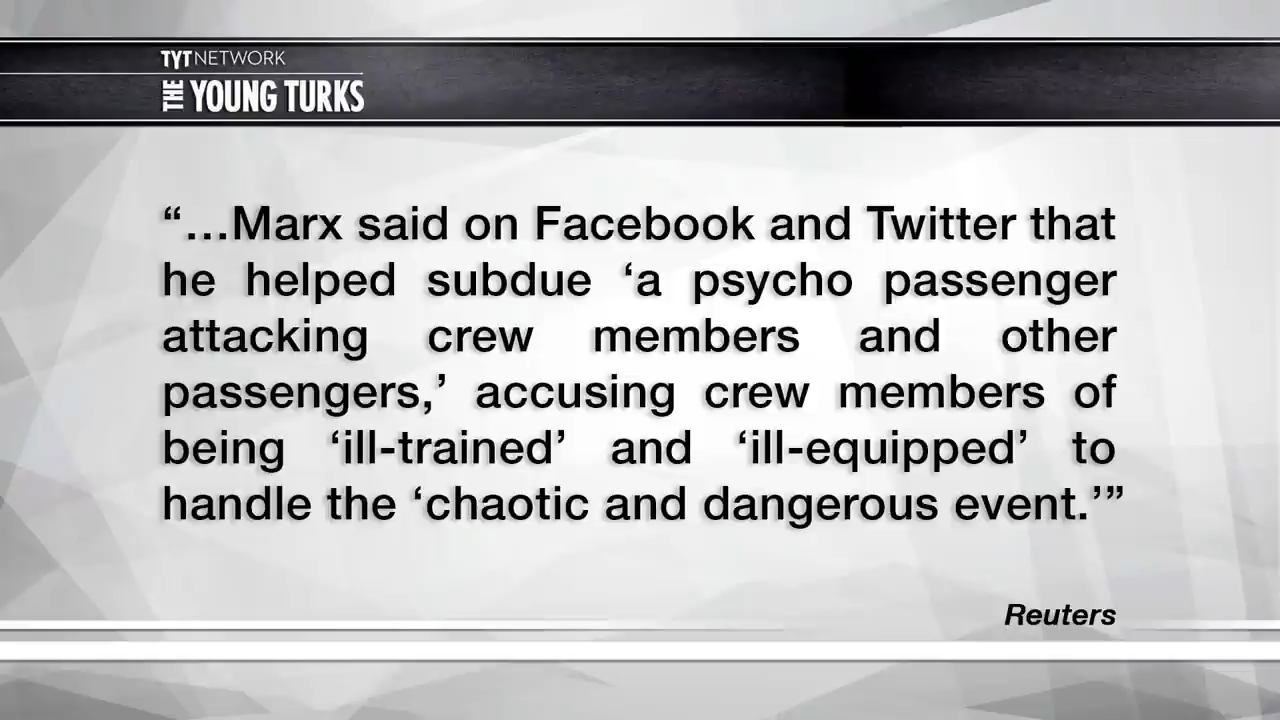 TYTNETWORK
THE YOUNG TURKS
“...Marx said on Facebook and Twitter that
he helped subdue ‘a psycho passenger
attacking crew members and other
passengers,’ accusing crew members of
being ‘ill-trained’ and ‘ill-equipped’ to
handle the ‘chaotic and dangerous event.’”
Reuters